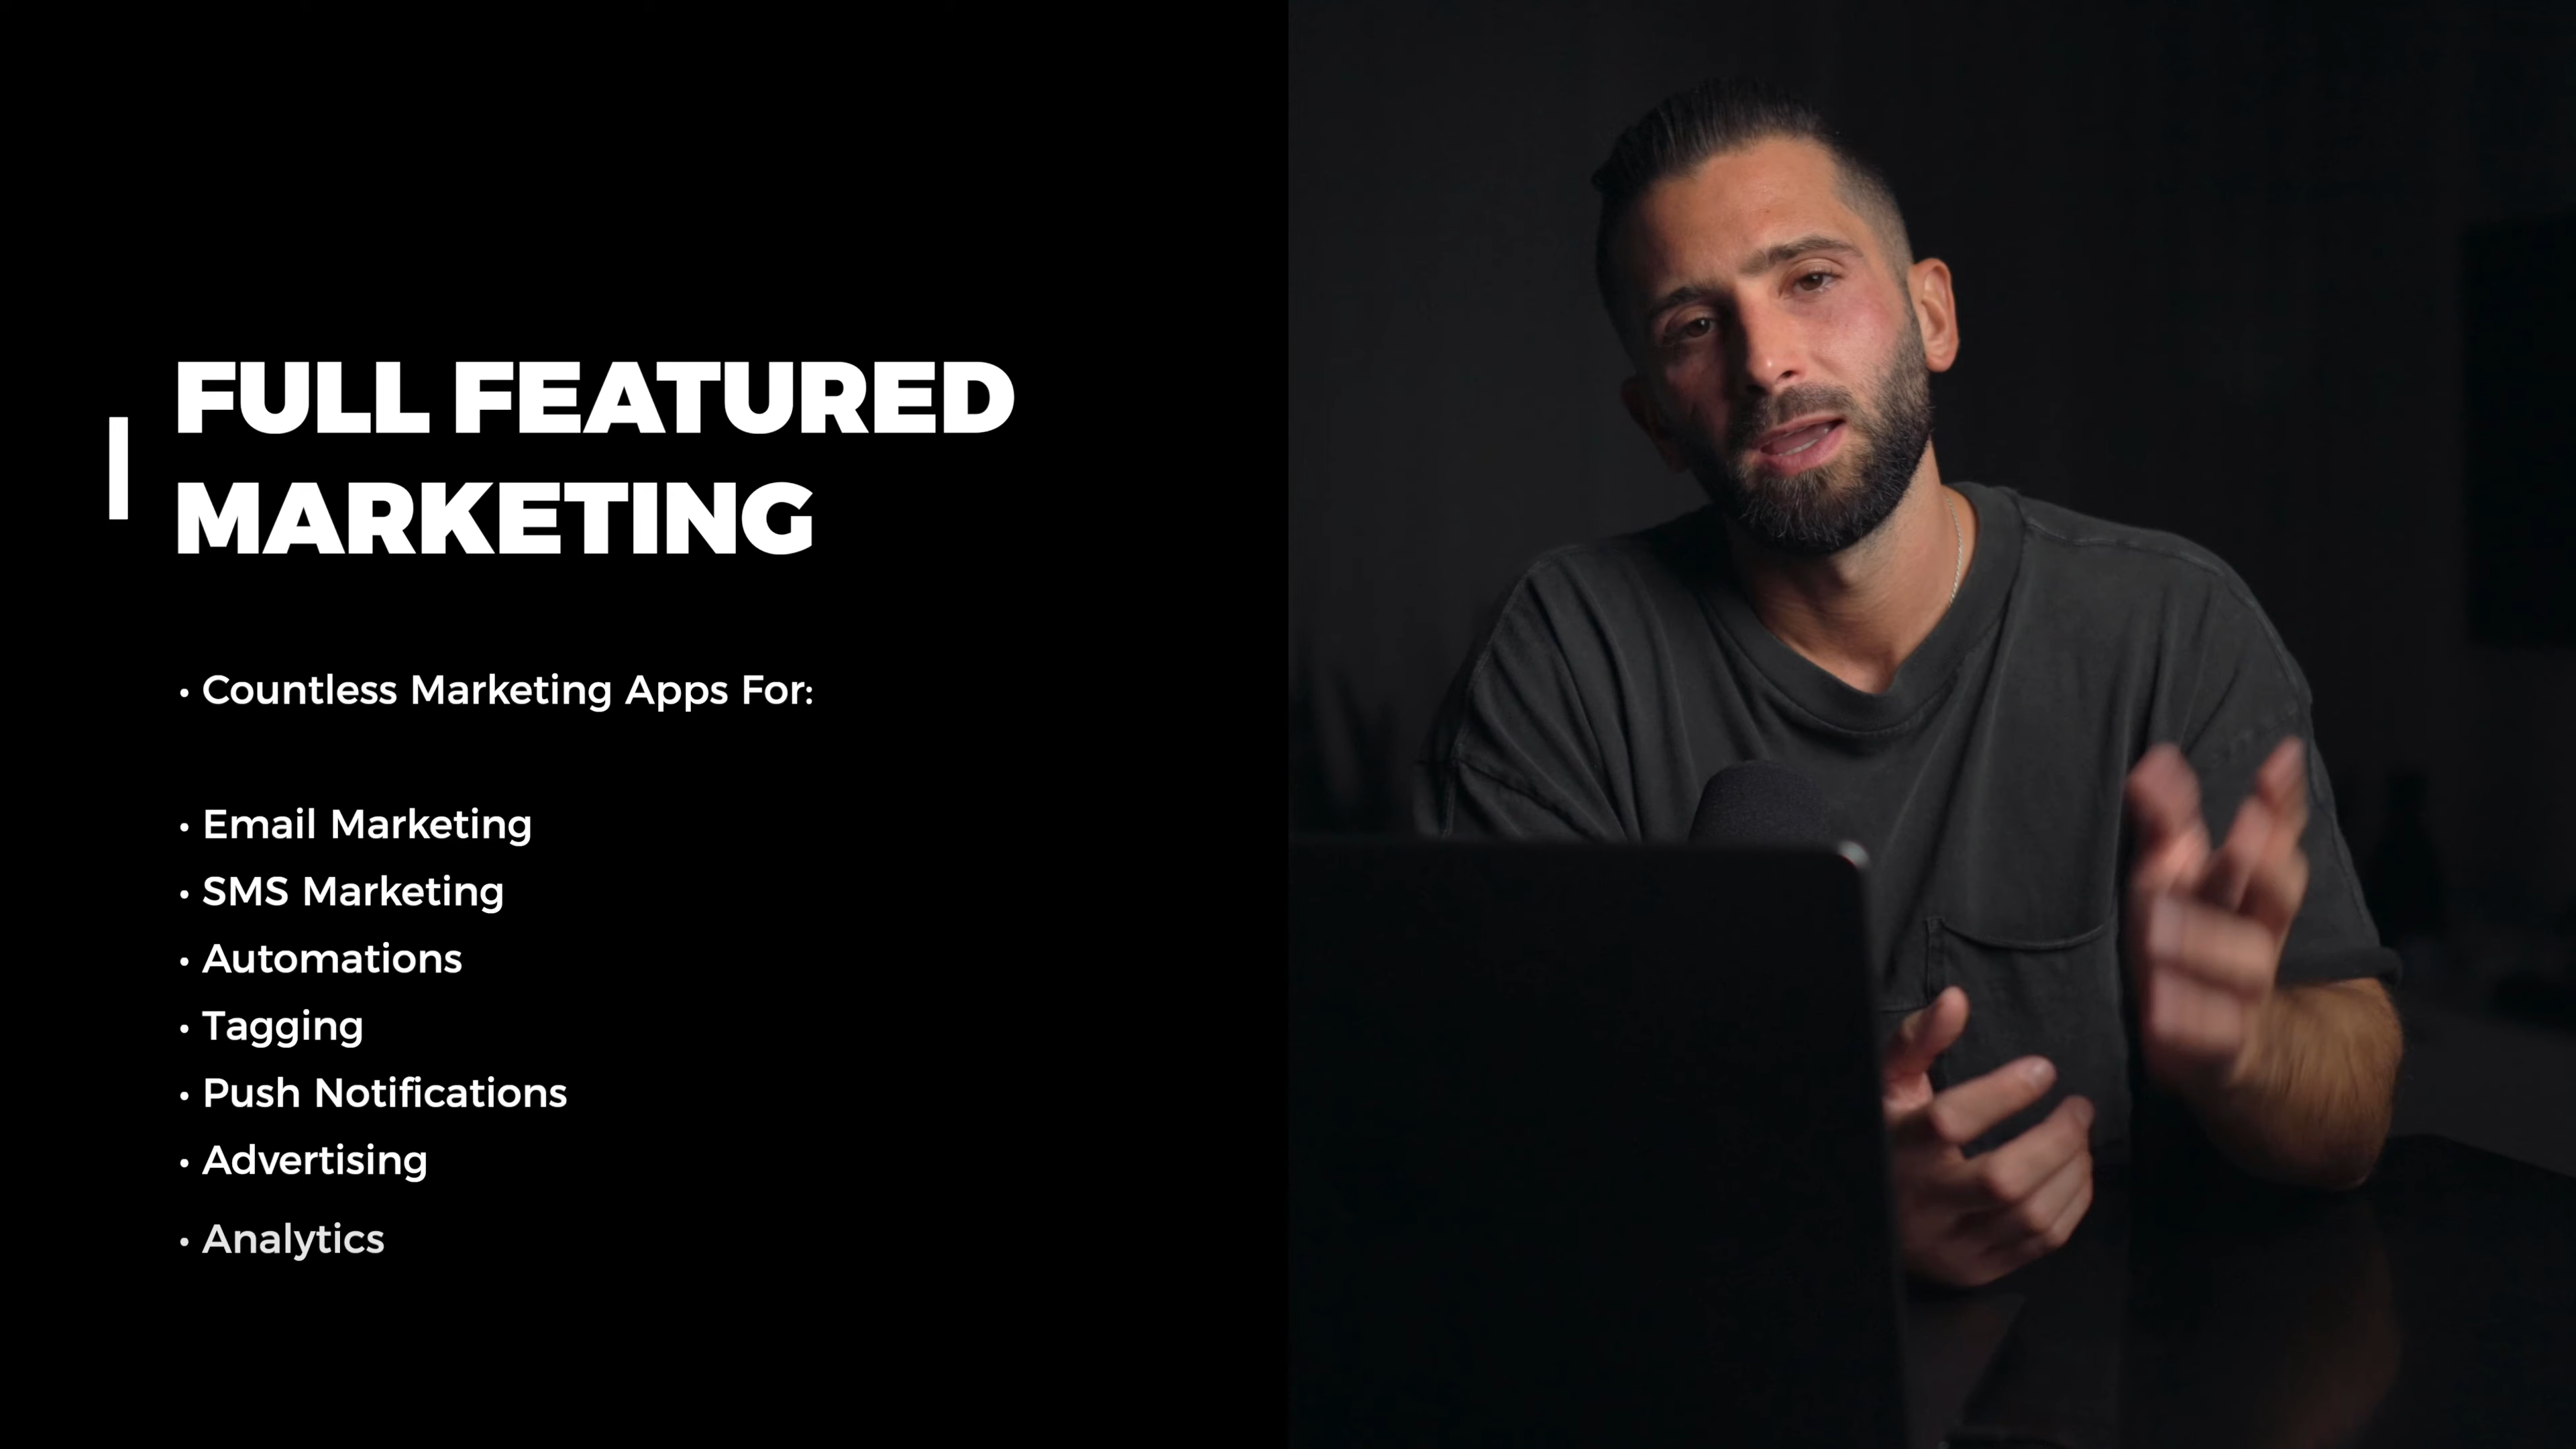 FULL FEATURED
MARKETING
• Countless Marketing Apps For:
• Email Marketing
• SMS Marketing
• Automations
• Tagging
• Push Notifications
• Advertising
• Analytics